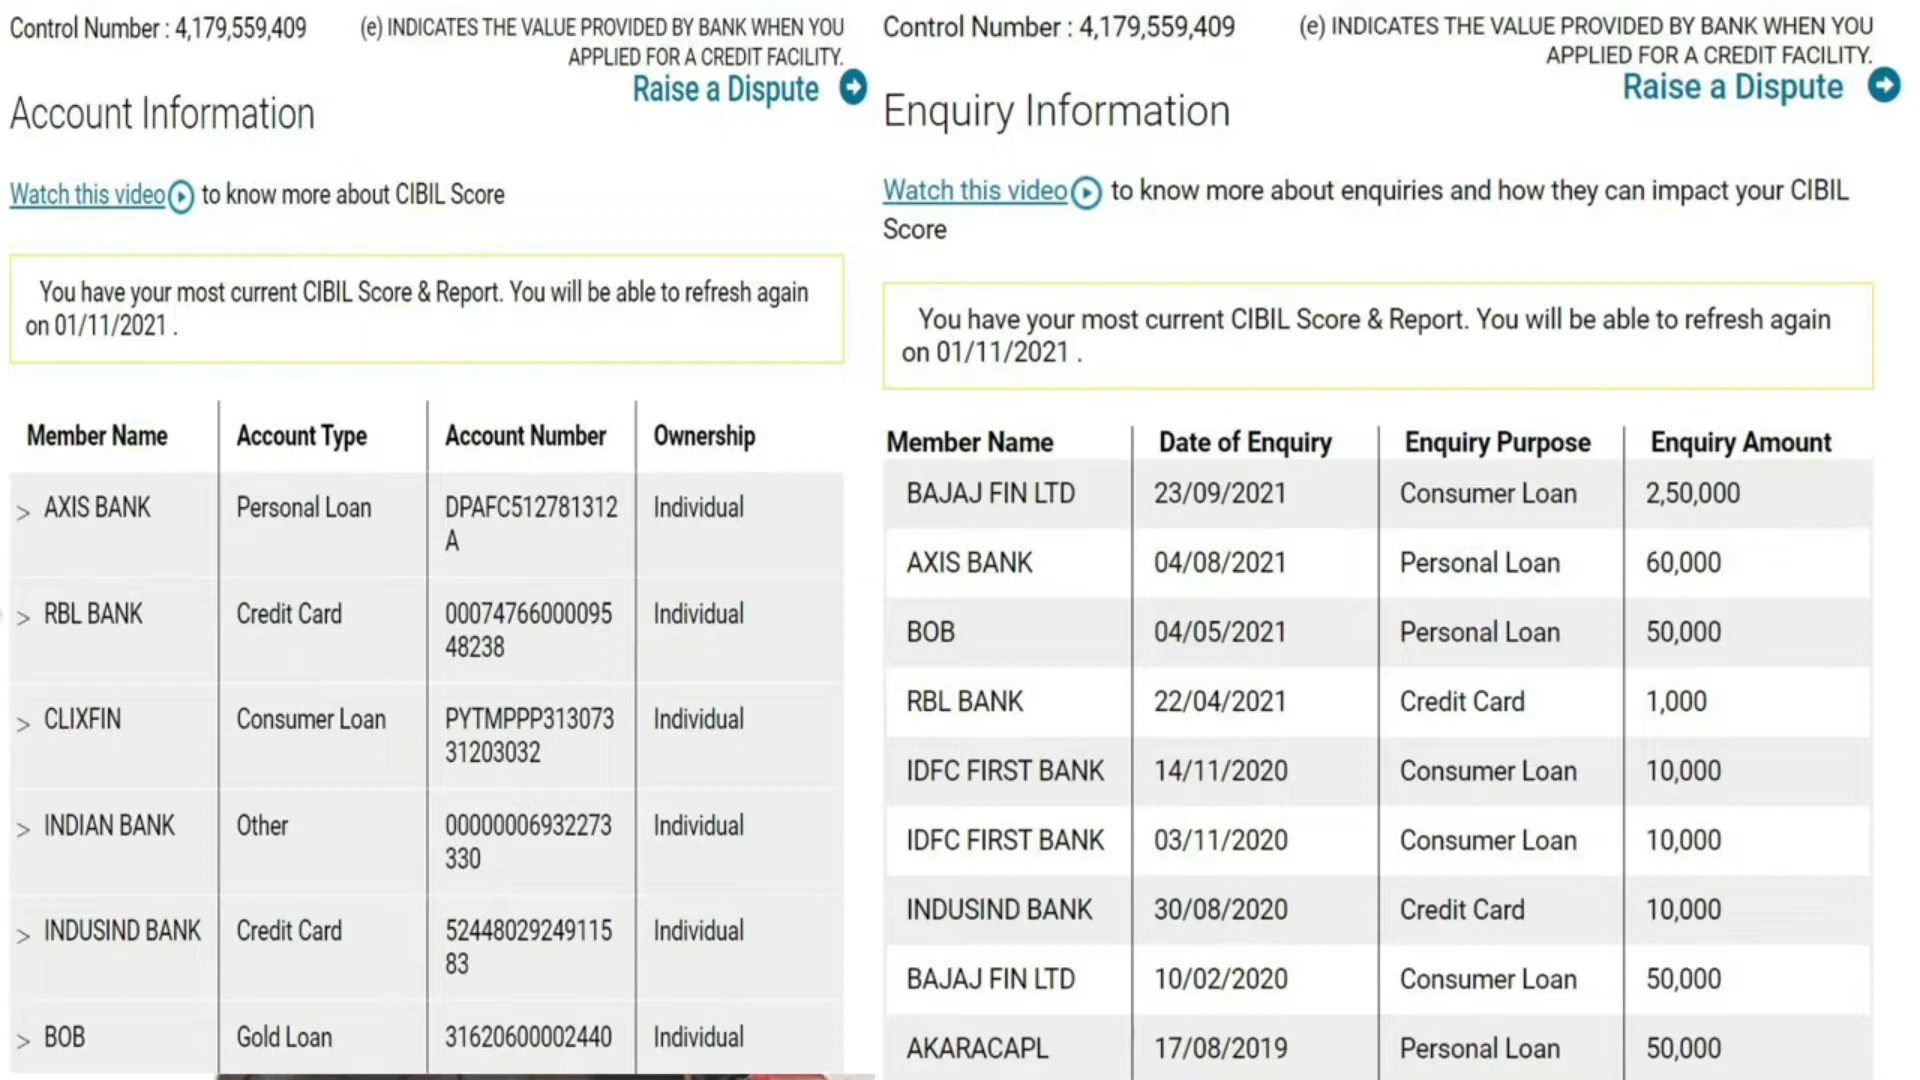 Control Number : 4,179,559,409
(e) INDICATES THE VALUE PROVIDED BY BANK WHEN YOU
APPLIED FOR A CREDIT FACILITY.
Raise a Dispute
Account Information
Watch this video to know more about CIBIL Score
You have your most current CIBIL Score & Report. You will be able to refresh again
on 01/11/2021 .
Member Name Account Type Account Number Ownership
> AXIS BANK Personal Loan DPAFC512781312 Individual
A
> RBL BANK Credit Card 00074766000095 Individual
48238
> CLIXFIN Consumer Loan PYTMPPP313073 Individual
31203032
> INDIAN BANK Other 00000006932273 Individual
330
> INDUSIND BANK Credit Card 52448029249115 Individual
83
> BOB Gold Loan 31620600002440 Individual
Control Number : 4,179,559,409
(e) INDICATES THE VALUE PROVIDED BY BANK WHEN YOU
APPLIED FOR A CREDIT FACILITY.
Raise a Dispute
Enquiry Information
Watch this video to know more about enquiries and how they can impact your CIBIL
Score
You have your most current CIBIL Score & Report. You will be able to refresh again
on 01/11/2021 .
Member Name Date of Enquiry Enquiry Purpose Enquiry Amount
BAJAJ FIN LTD 23/09/2021 Consumer Loan 2,50,000
AXIS BANK 04/08/2021 Personal Loan 60,000
BOB 04/05/2021 Personal Loan 50,000
RBL BANK 22/04/2021 Credit Card 1,000
IDFC FIRST BANK 14/11/2020 Consumer Loan 10,000
IDFC FIRST BANK 03/11/2020 Consumer Loan 10,000
INDUSIND BANK 30/08/2020 Credit Card 10,000
BAJAJ FIN LTD 10/02/2020 Consumer Loan 50,000
AKARACAPL 17/08/2019 Personal Loan 50,000